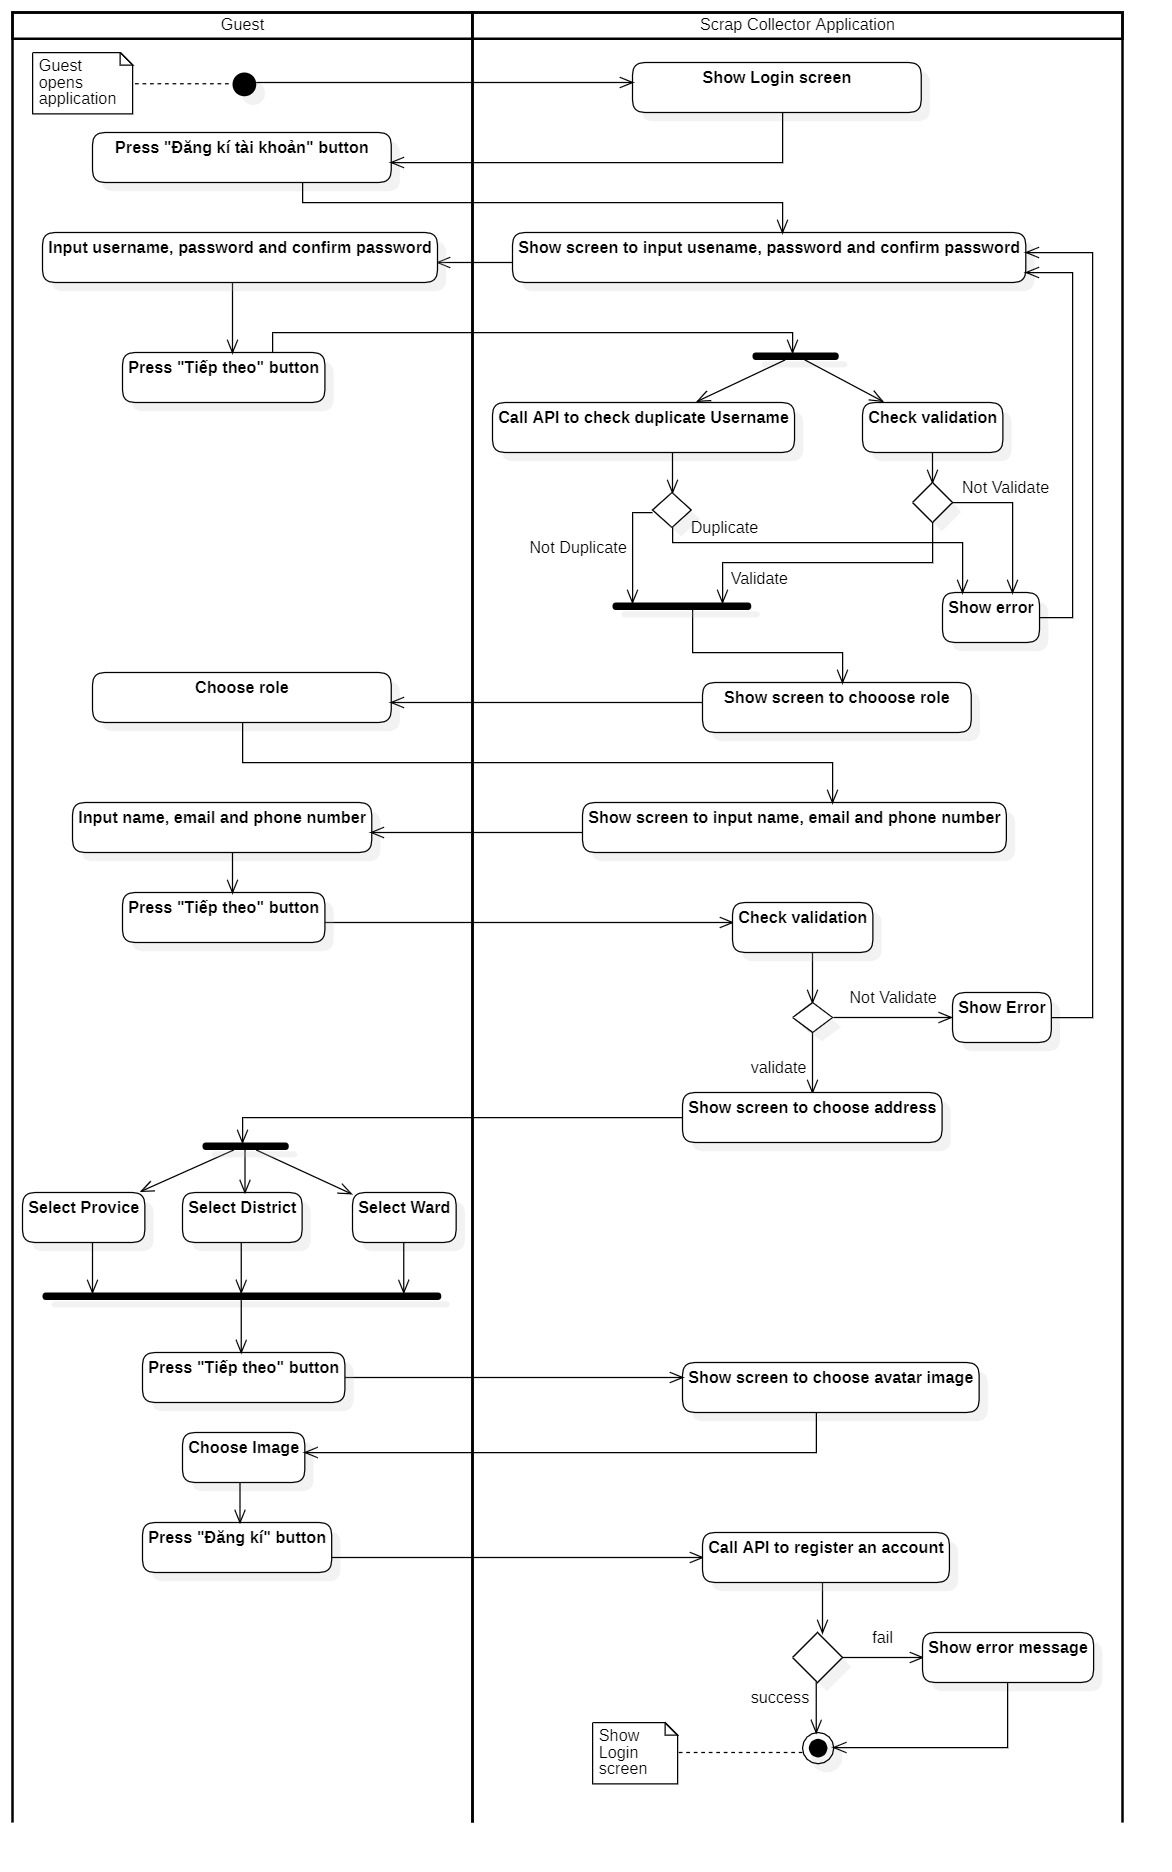 Guest
Scrap Collector Application
Guest
opens
application
Show Login screen
Press "Đăng kí tài khoản" button
Input username, password and confirm password
Show screen to input usename, password and confirm password
Press "Tiếp theo" button
Call API to check duplicate Username
Check validation
Not Validate
Duplicate
Not Duplicate
Validate
Show error
Choose role
Show screen to chooose role
Input name, email and phone number
Show screen to input name, email and phone number
Press "Tiếp theo" button
Check validation
Not Validate
Show Error
validate
Show screen to choose address
Select Provice
Select District
Select Ward
Press "Tiếp theo" button
Show screen to choose avatar image
Choose Image
Press "Đăng kí" button
Call API to register an account
fail
Show error message
success
Show
Login
screen